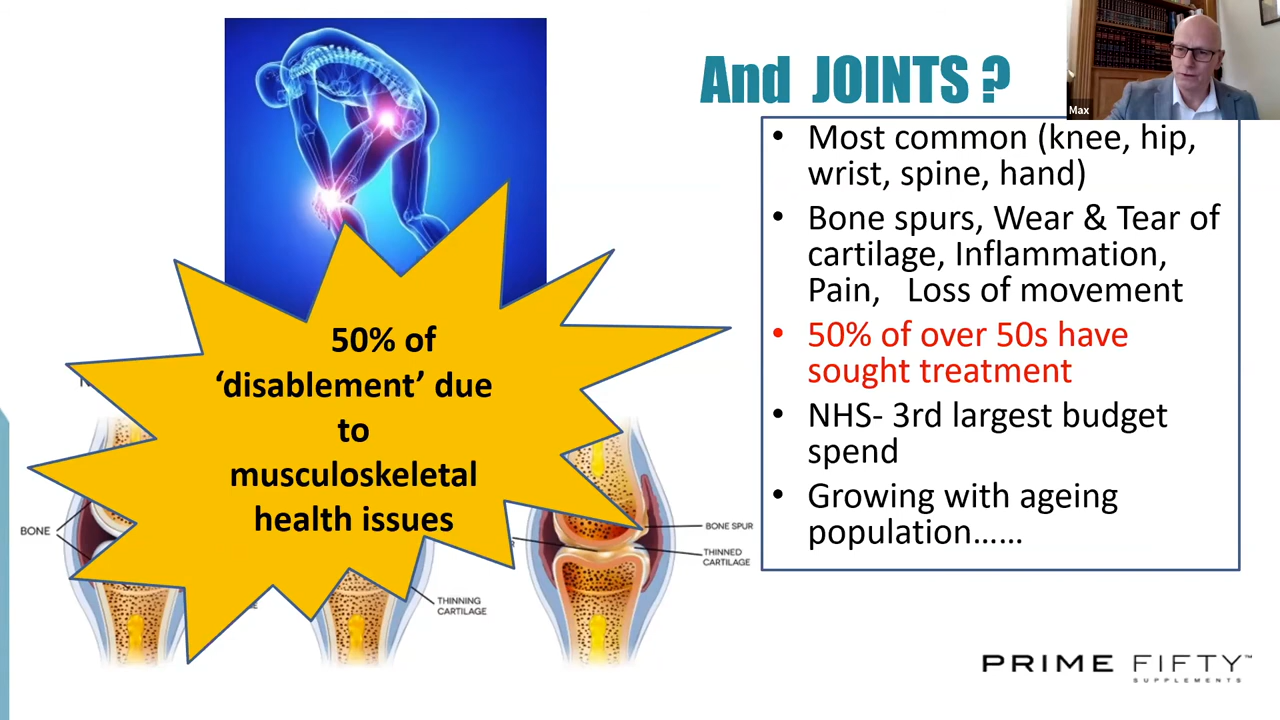 And JOINTS ?
Max
• Most common (knee, hip,
wrist, spine, hand)
• Bone spurs, Wear & Tear of
cartilage, Inflammation,
Pain, Loss of movement
• 50% of over 50s have
sought treatment
• NHS- 3rd largest budget
spend
• Growing with ageing
population……
50% of
‘disablement’ due
to
musculoskeletal
health issues
BONE
THINNING
CARTILAGE
BONE SPUR
THINNED
CARTILAGE
PRIME FIFTY™
SUPPLEMENTS